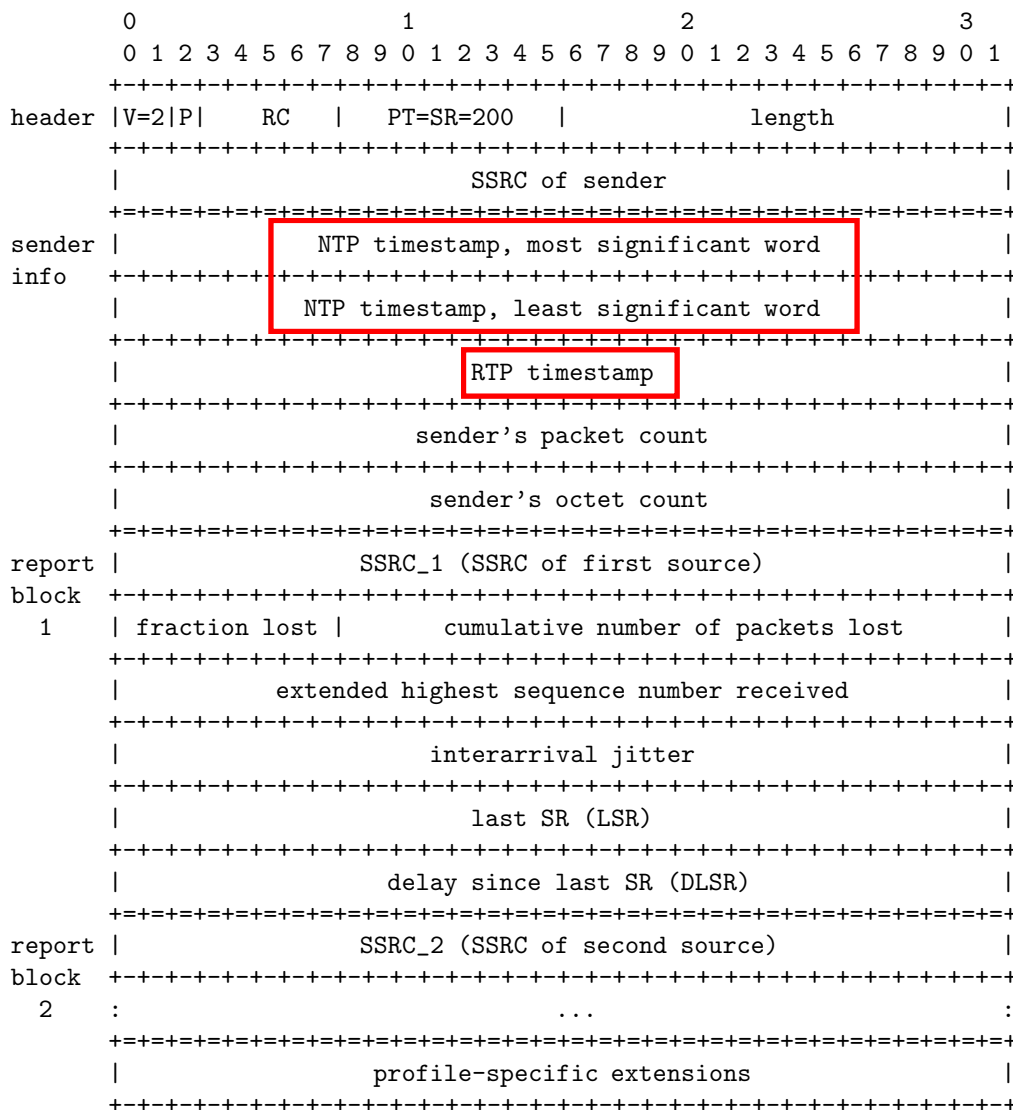 0                   1                   2                   3
0 1 2 3 4 5 6 7 8 9 0 1 2 3 4 5 6 7 8 9 0 1 2 3 4 5 6 7 8 9 0 1
+-+-+-+-+-+-+-+-+-+-+-+-+-+-+-+-+-+-+-+-+-+-+-+-+-+-+-+-+-+-+-+-+
header |V=2|P|    RC   |   PT=SR=200   |             length            |
+-+-+-+-+-+-+-+-+-+-+-+-+-+-+-+-+-+-+-+-+-+-+-+-+-+-+-+-+-+-+-+-+
|                         SSRC of sender                        |
+=+=+=+=+=+=+=+=+=+=+=+=+=+=+=+=+=+=+=+=+=+=+=+=+=+=+=+=+=+=+=+=+
sender |              NTP timestamp, most significant word             |
info   +-+-+-+-+-+-+-+-+-+-+-+-+-+-+-+-+-+-+-+-+-+-+-+-+-+-+-+-+-+-+-+-+
|             NTP timestamp, least significant word             |
+-+-+-+-+-+-+-+-+-+-+-+-+-+-+-+-+-+-+-+-+-+-+-+-+-+-+-+-+-+-+-+-+
|                         RTP timestamp                         |
+-+-+-+-+-+-+-+-+-+-+-+-+-+-+-+-+-+-+-+-+-+-+-+-+-+-+-+-+-+-+-+-+
|                     sender’s packet count                     |
+-+-+-+-+-+-+-+-+-+-+-+-+-+-+-+-+-+-+-+-+-+-+-+-+-+-+-+-+-+-+-+-+
|                      sender’s octet count                     |
+=+=+=+=+=+=+=+=+=+=+=+=+=+=+=+=+=+=+=+=+=+=+=+=+=+=+=+=+=+=+=+=+
report |                 SSRC_1 (SSRC of first source)                 |
block  +-+-+-+-+-+-+-+-+-+-+-+-+-+-+-+-+-+-+-+-+-+-+-+-+-+-+-+-+-+-+-+-+
1    | fraction lost |       cumulative number of packets lost       |
+-+-+-+-+-+-+-+-+-+-+-+-+-+-+-+-+-+-+-+-+-+-+-+-+-+-+-+-+-+-+-+-+
|           extended highest sequence number received           |
+-+-+-+-+-+-+-+-+-+-+-+-+-+-+-+-+-+-+-+-+-+-+-+-+-+-+-+-+-+-+-+-+
|                      interarrival jitter                      |
+-+-+-+-+-+-+-+-+-+-+-+-+-+-+-+-+-+-+-+-+-+-+-+-+-+-+-+-+-+-+-+-+
|                         last SR (LSR)                         |
+-+-+-+-+-+-+-+-+-+-+-+-+-+-+-+-+-+-+-+-+-+-+-+-+-+-+-+-+-+-+-+-+
|                   delay since last SR (DLSR)                  |
+=+=+=+=+=+=+=+=+=+=+=+=+=+=+=+=+=+=+=+=+=+=+=+=+=+=+=+=+=+=+=+=+
report |                 SSRC_2 (SSRC of second source)                |
block  +-+-+-+-+-+-+-+-+-+-+-+-+-+-+-+-+-+-+-+-+-+-+-+-+-+-+-+-+-+-+-+-+
2    :                               ...                             :
+=+=+=+=+=+=+=+=+=+=+=+=+=+=+=+=+=+=+=+=+=+=+=+=+=+=+=+=+=+=+=+=+
|                  profile-specific extensions                  |
+-+-+-+-+-+-+-+-+-+-+-+-+-+-+-+-+-+-+-+-+-+-+-+-+-+-+-+-+-+-+-+-+